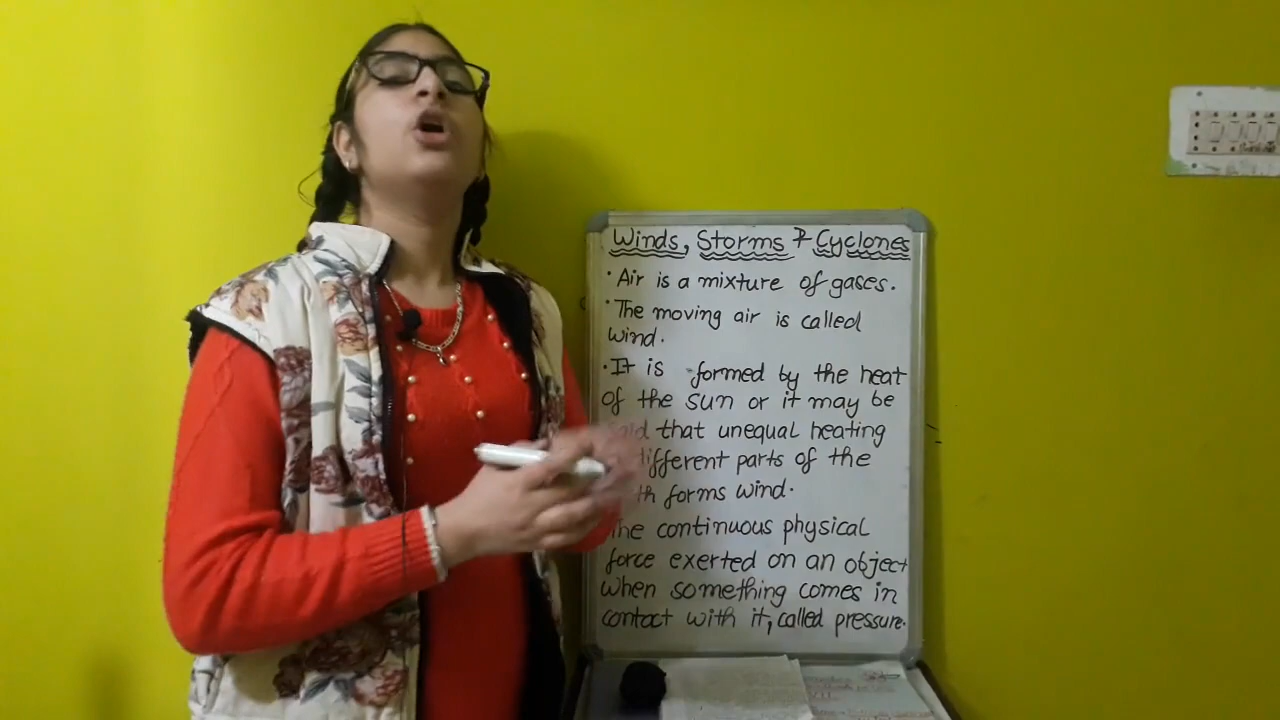 Winds, Storms & Cyclones
• Air is a mixture of gases.
• The moving air is called
wind.
• It is formed by the heat
of the sun or it may be
said that unequal heating
different parts of the
forms wind.
The continuous physical
force exerted on an object
when something comes in
contact with it, called pressure.